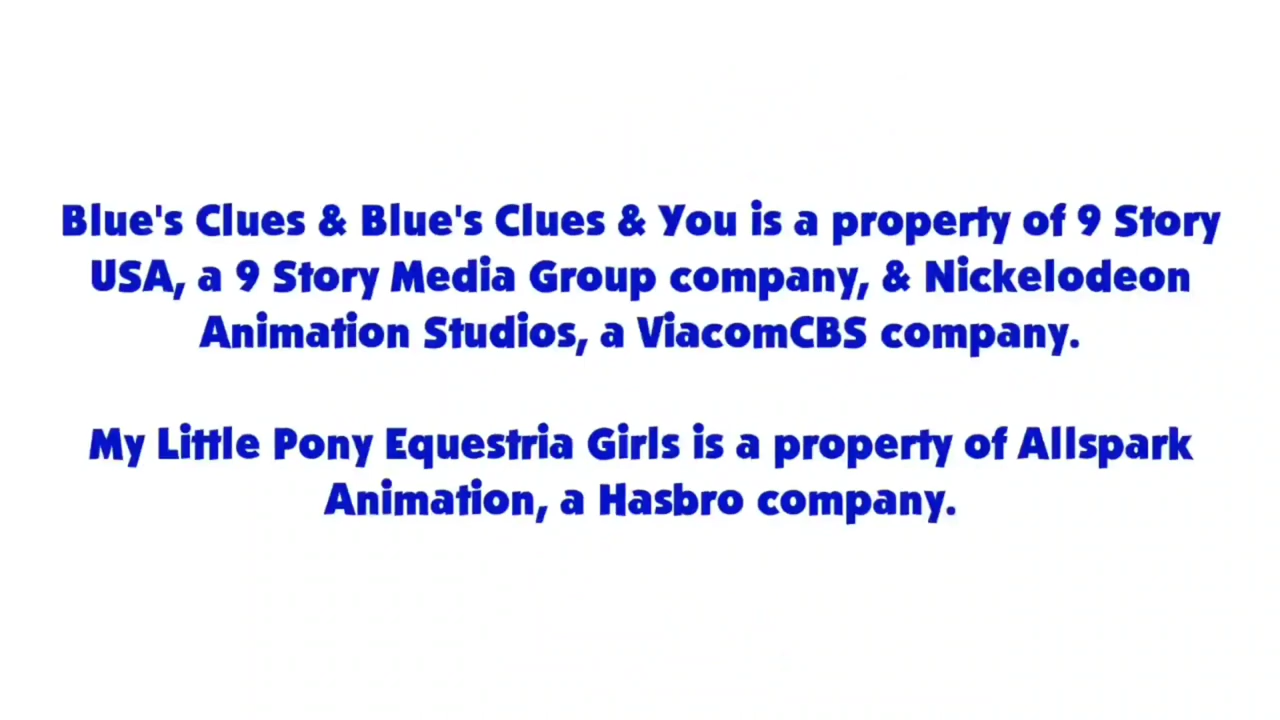 Blue's Clues & Blue's Clues & You is a property of 9 Story
USA, a 9 Story Media Group company, & Nickelodeon
Animation Studios, a ViacomCBS company.
My Little Pony Equestria Girls is a property of Allspark
Animation, a Hasbro company.